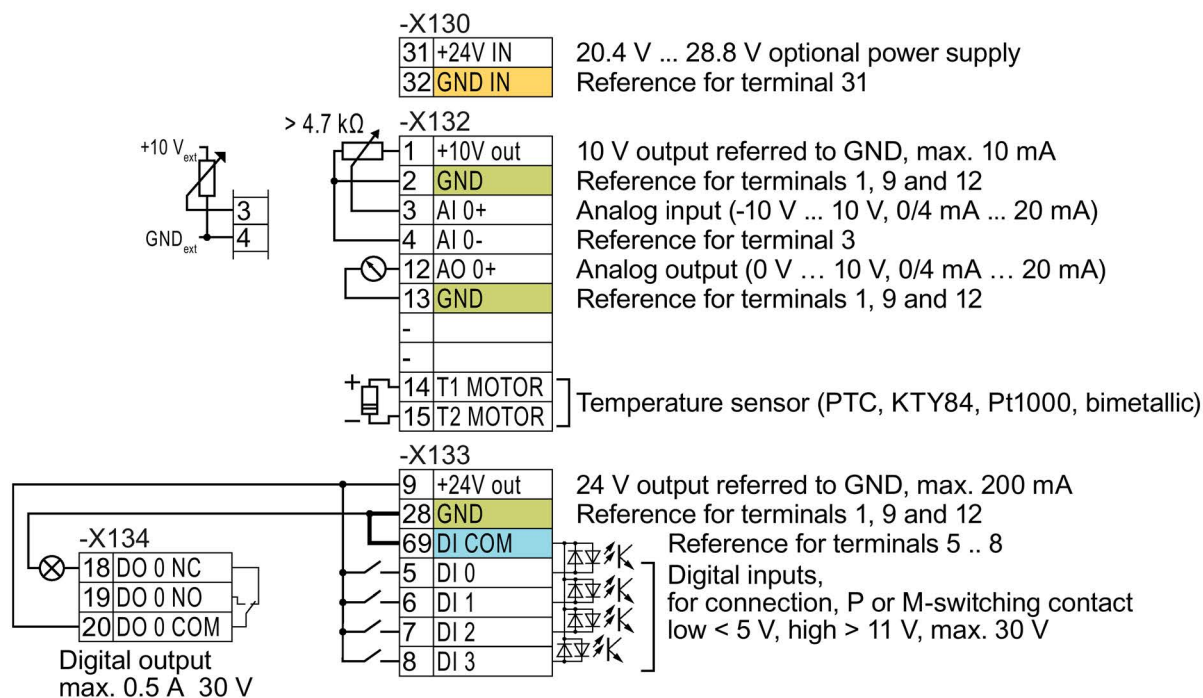 -X130
31 +24V IN 20.4 V ... 28.8 V optional power supply
32 GND IN Reference for terminal 31
> 4.7 kΩ
-X132
+10 Vext
1 +10V out 10 V output referred to GND, max. 10 mA
2 GND Reference for terminals 1, 9 and 12
3
3 AI 0+ Analog input (-10 V ... 10 V, 0/4 mA ... 20 mA)
GNDext 4
4 AI 0- Reference for terminal 3
12 AO 0+ Analog output (0 V … 10 V, 0/4 mA … 20 mA)
13 GND Reference for terminals 1, 9 and 12
-
-
+ 14 T1 MOTOR
Temperature sensor (PTC, KTY84, Pt1000, bimetallic)
– 15 T2 MOTOR
-X133
9 +24V out 24 V output referred to GND, max. 200 mA
28 GND Reference for terminals 1, 9 and 12
69 DI COM Reference for terminals 5 .. 8
5 DI 0 Digital inputs,
6 DI 1 for connection, P or M-switching contact
7 DI 2 low < 5 V, high > 11 V, max. 30 V
8 DI 3
-X134
18 DO 0 NC
19 DO 0 NO
20 DO 0 COM
Digital output
max. 0.5 A 30 V